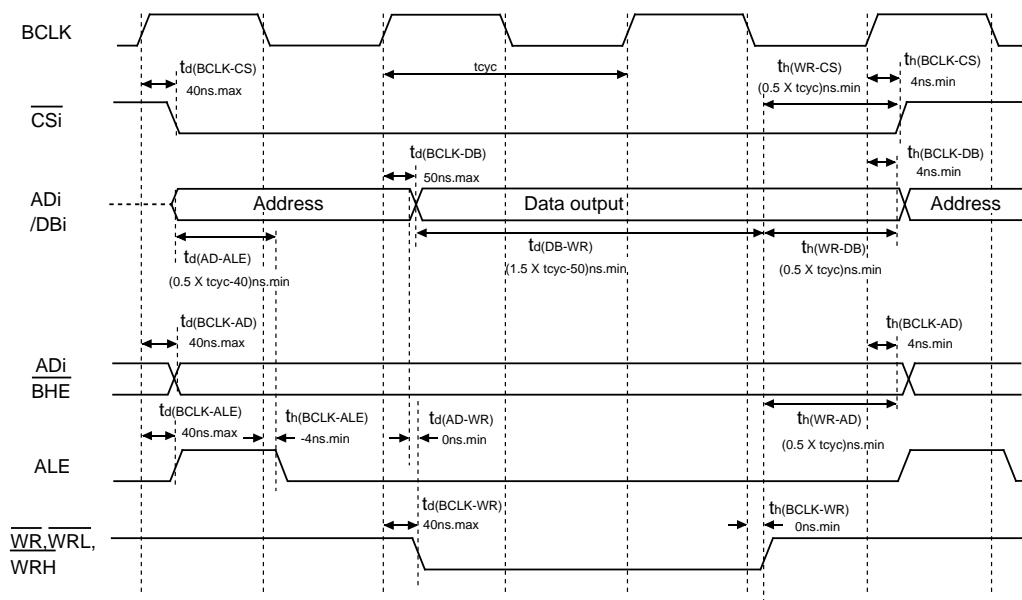 BCLK
td(BCLK-CS)
40ns.max
tcyc
th(WR-CS)
(0.5 X tcyc)ns.min
th(BCLK-CS)
4ns.min
CSi
td(BCLK-DB)
50ns.max
th(BCLK-DB)
4ns.min
ADi
/DBi
Address
Data output
Address
td(AD-ALE)
(0.5 X tcyc-40)ns.min
td(DB-WR)
(1.5 X tcyc-50)ns.min
th(WR-DB)
(0.5 X tcyc)ns.min
td(BCLK-AD)
40ns.max
th(BCLK-AD)
4ns.min
ADi
BHE
td(BCLK-ALE)
40ns.max
th(BCLK-ALE)
-4ns.min
td(AD-WR)
0ns.min
th(WR-AD)
(0.5 X tcyc)ns.min
ALE
td(BCLK-WR)
40ns.max
th(BCLK-WR)
0ns.min
WR,WRL,
WRH